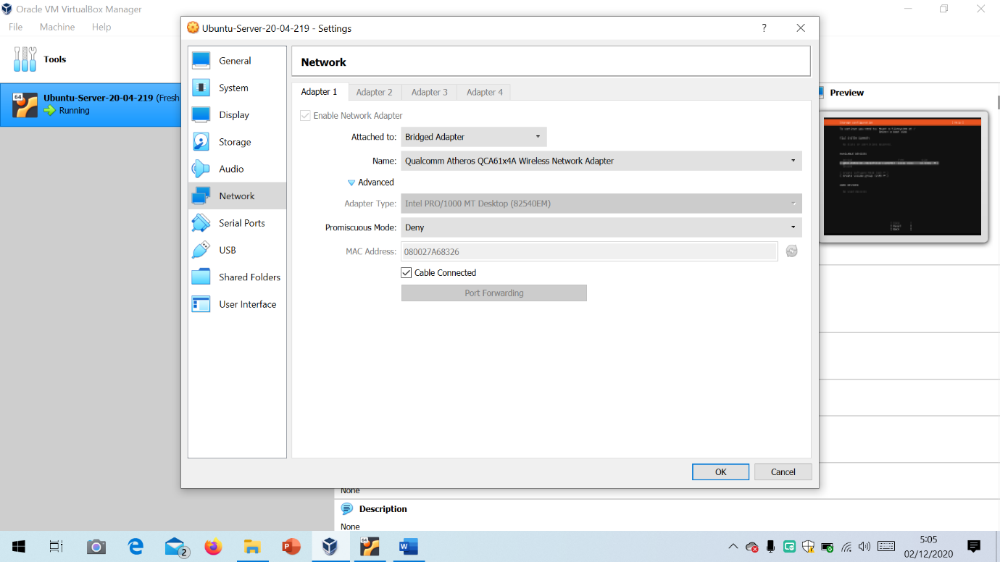 Oracle VM VirtualBox Manager
File Machine Help
Tools
64
Ubuntu-Server-20-04-219 (Fresh
Running
Ubuntu-Server-20-04-219 - Settings
?
General
System
Display
Storage
Audio
Network
Serial Ports
USB
Shared Folders
User Interface
Network
Adapter 1 Adapter 2 Adapter 3 Adapter 4
Enable Network Adapter
Attached to: Bridged Adapter
Name: Qualcomm Atheros QCA61x4A Wireless Network Adapter
Advanced
Adapter Type: Intel PRO/1000 MT Desktop (82540EM)
Promiscuous Mode: Deny
MAC Address: 080027A68326
Cable Connected
Port Forwarding
OK Cancel
Preview
None
Description
None
2
64
5:05
02/12/2020